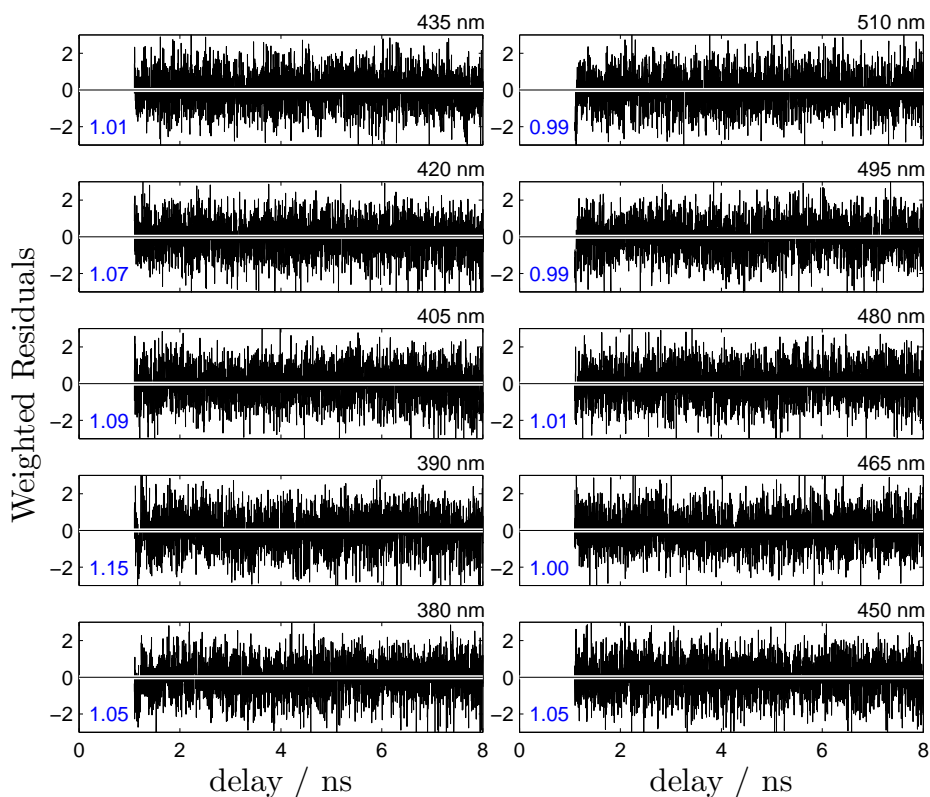 435 nm
2
0
−2
1.01
420 nm
2
0
−2
1.07
405 nm
2
0
−2
1.09
390 nm
2
0
−2
1.15
380 nm
2
0
−2
1.05
0 2 4 6 8
delay / ns
Weighted Residuals
510 nm
2
0
−2
0.99
495 nm
2
0
−2
0.99
480 nm
2
0
−2
1.01
465 nm
2
0
−2
1.00
450 nm
2
0
−2
1.05
2 4 6 8
delay / ns